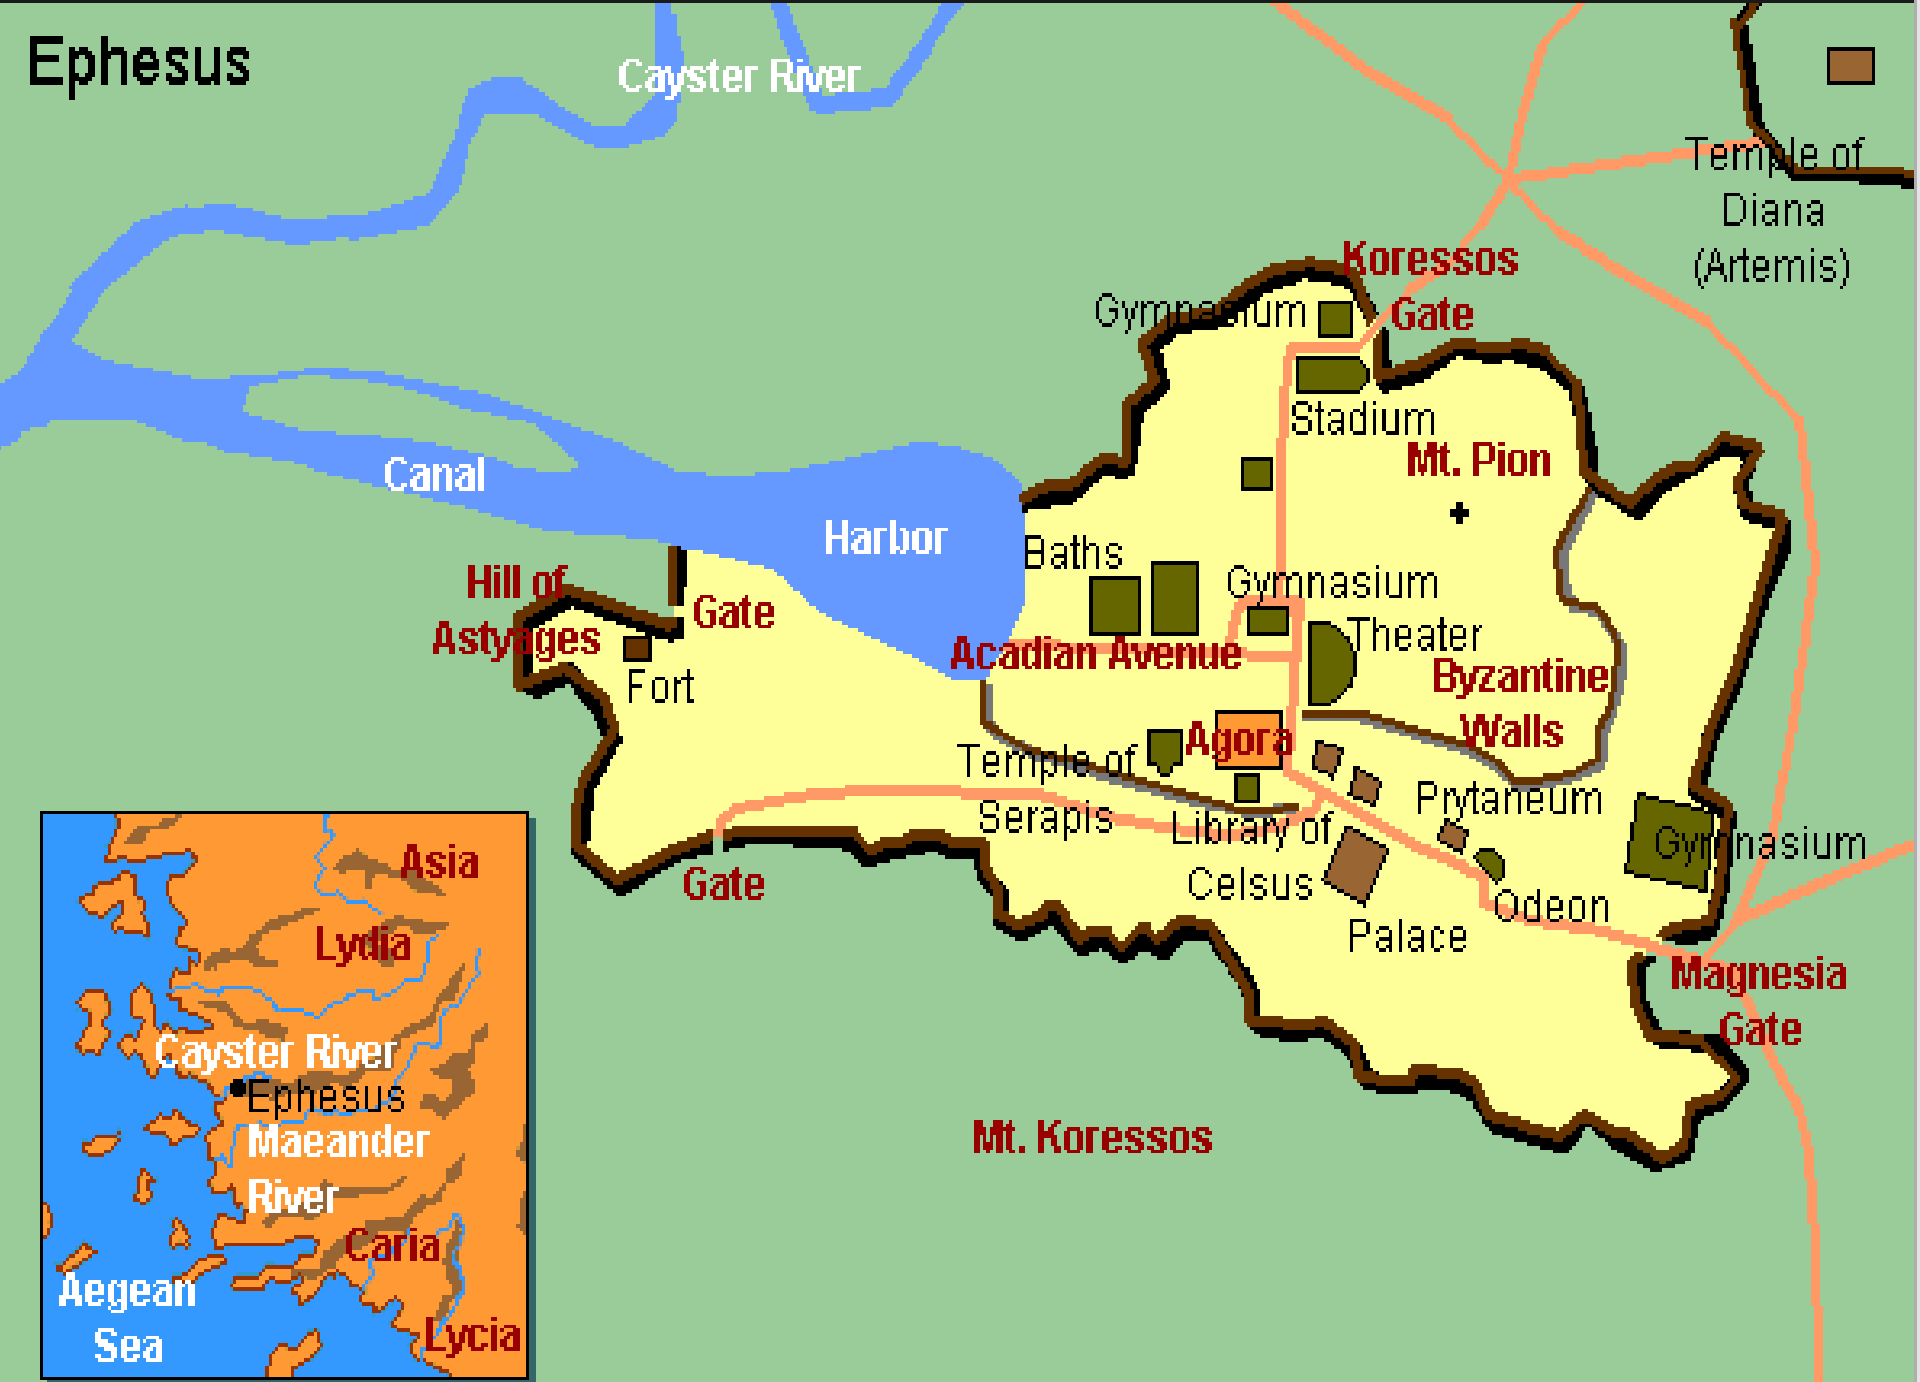 Ephesus
Cayster River
Temple of
Diana
(Artemis)
Koressos
Gate
Gymnasium
Stadium
Mt. Pion
Canal
Harbor
Baths
Gymnasium
Hill of
Astyages
Gate
Fort
Acadian Avenue
Theater
Byzantine
Walls
Agora
Temple of
Serapis
Library of
Celsus
Prytaneum
Gymnasium
Odeon
Palace
Gate
Magnesia
Gate
Mt. Koressos
Asia
Lydia
Cayster River
Ephesus
Maeander
River
Caria
Aegean
Sea
Lycia